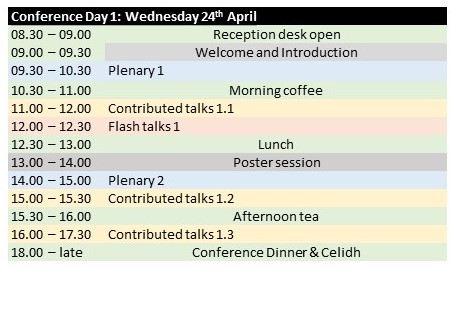 Conference Day 1: Wednesday 24th April
08.30 – 09.00 Reception desk open
09.00 – 09.30 Welcome and Introduction
09.30 – 10.30 Plenary 1
10.30 – 11.00 Morning coffee
11.00 – 12.00 Contributed talks 1.1
12.00 – 12.30 Flash talks 1
12.30 – 13.00 Lunch
13.00 – 14.00 Poster session
14.00 – 15.00 Plenary 2
15.00 – 15.30 Contributed talks 1.2
15.30 – 16.00 Afternoon tea
16.00 – 17.30 Contributed talks 1.3
18.00 – late Conference Dinner & Celidh